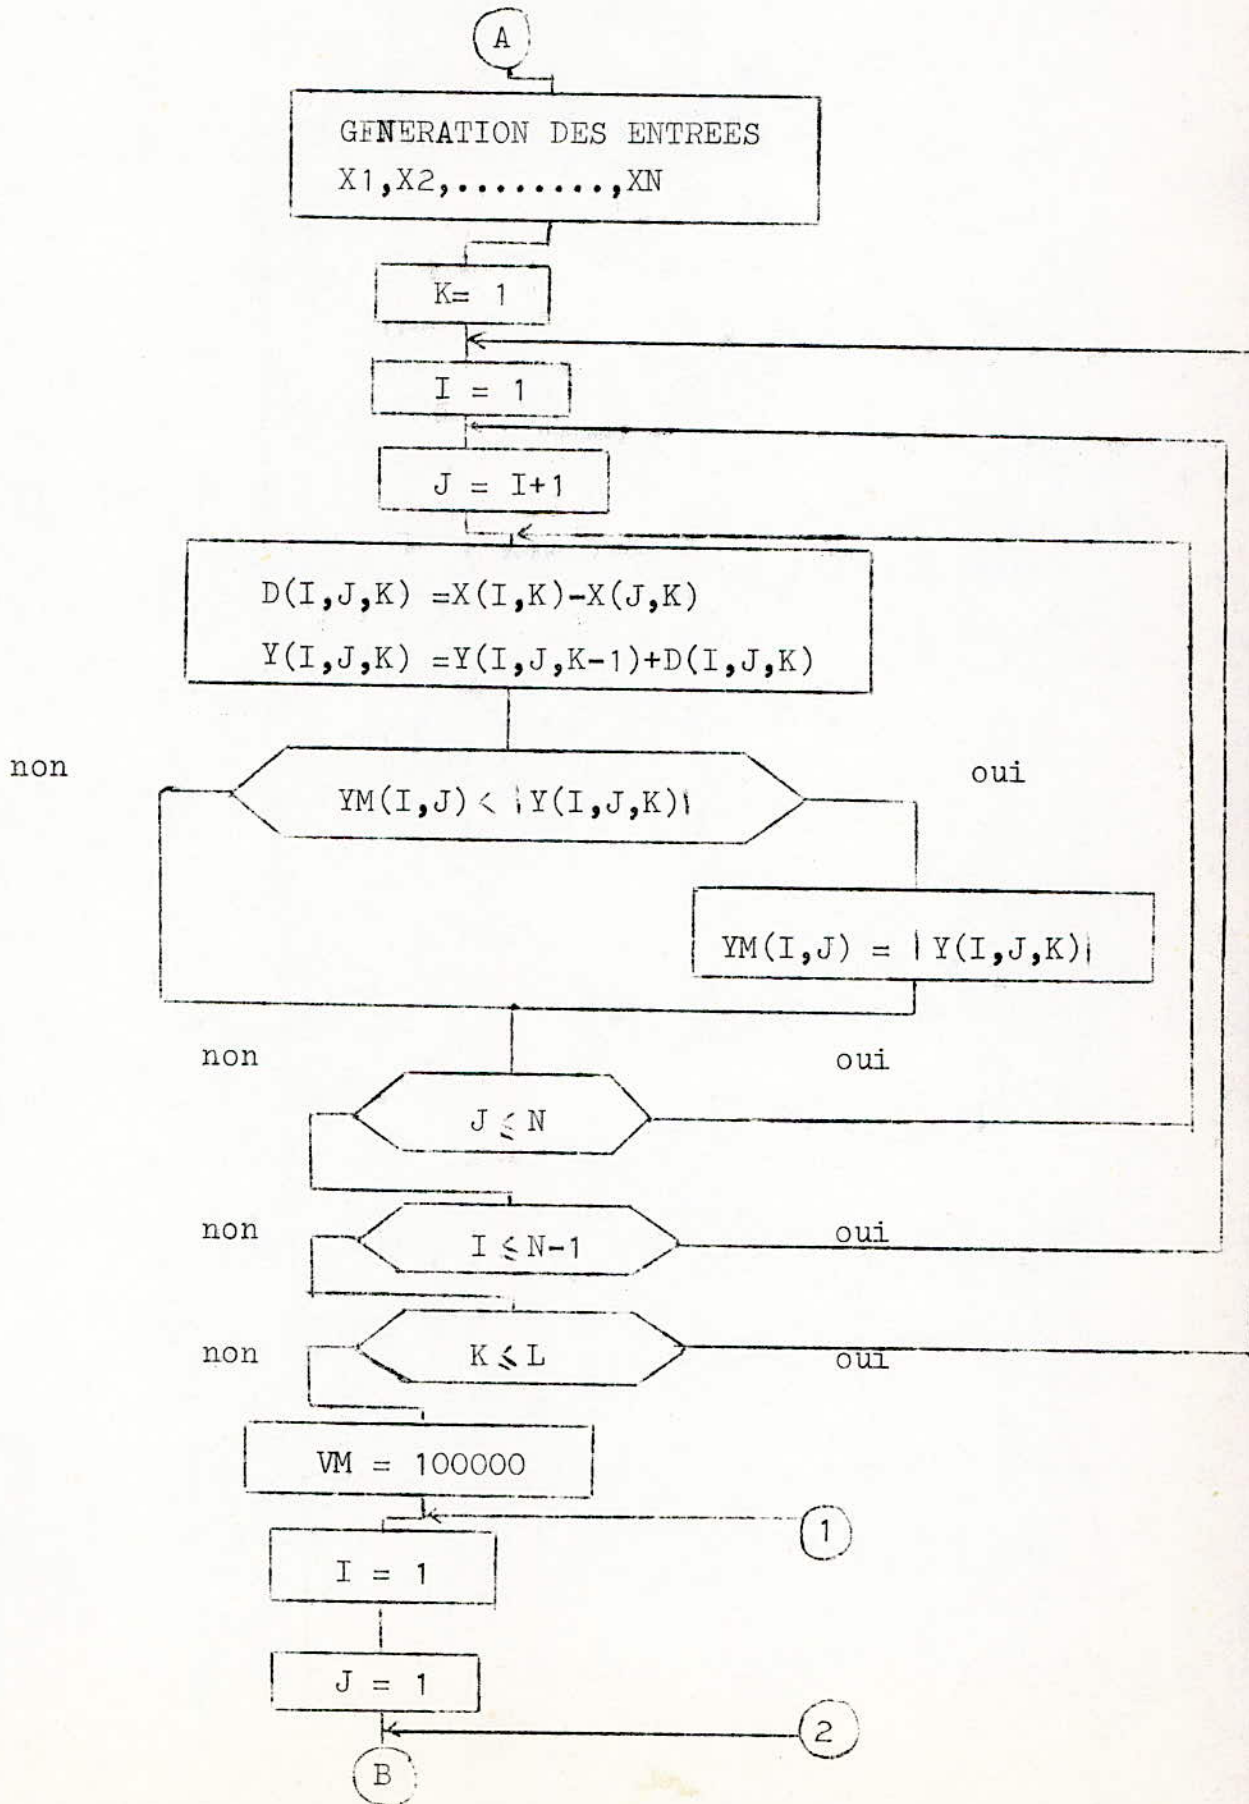 A
GENERATION DES ENTREES
X1,X2,.........,XN
K= 1
I = 1
J = I+1
D(I,J,K) =X(I,K)-X(J,K)
Y(I,J,K) =Y(I,J,K-1)+D(I,J,K)
non
oui
YM(I,J) < |Y(I,J,K)|
YM(I,J) = |Y(I,J,K)|
non
oui
J ≤ N
non
oui
I ≤ N-1
non
oui
K ≤ L
VM = 100000
1
I = 1
J = 1
2
B